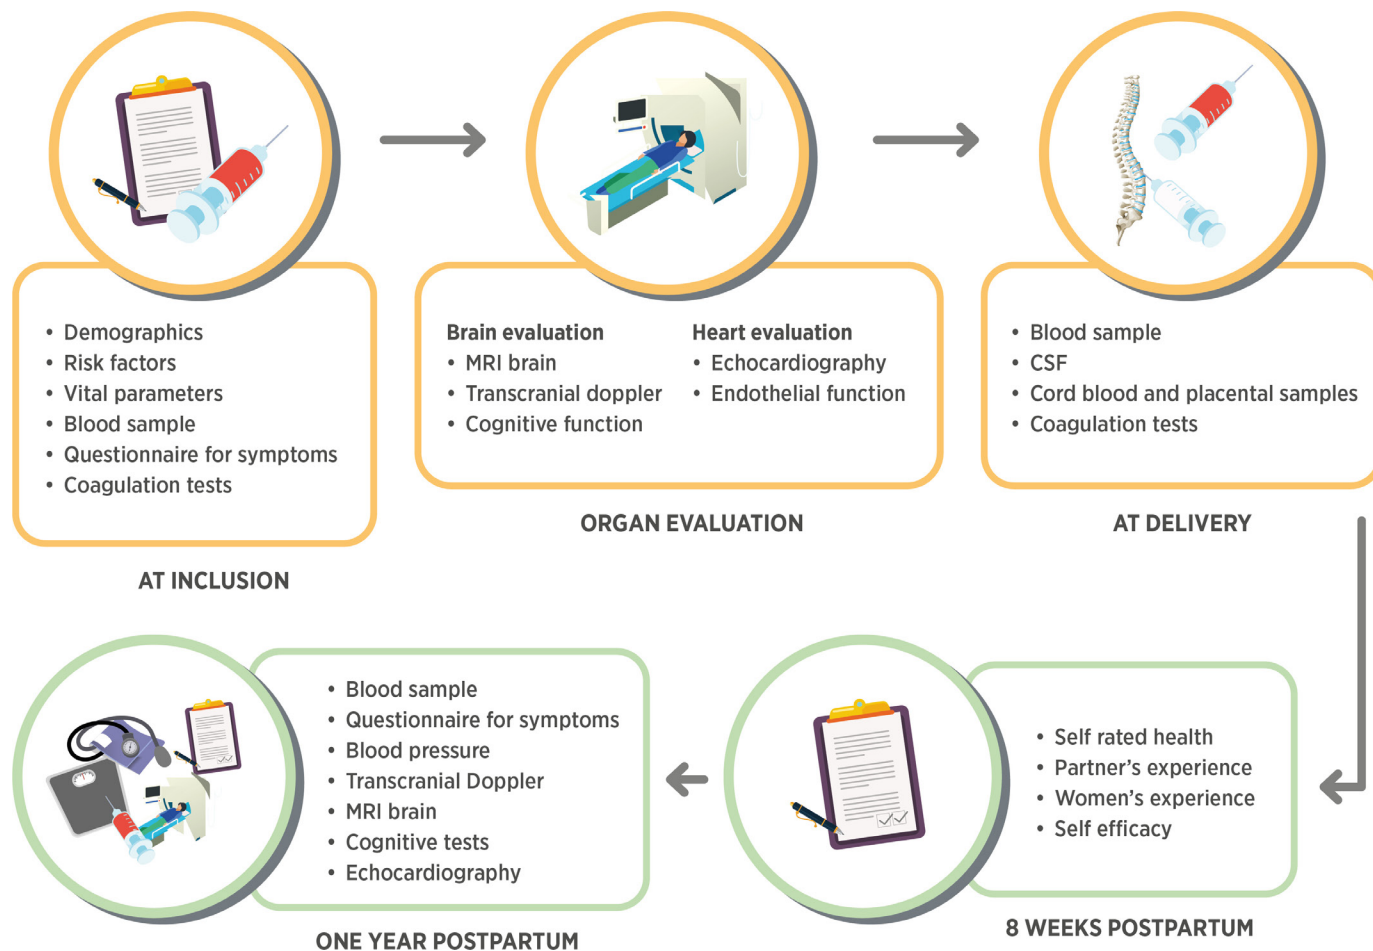 • Demographics
• Risk factors
• Vital parameters
• Blood sample
• Questionnaire for symptoms
• Coagulation tests
AT INCLUSION
Brain evaluation
• MRI brain
• Transcranial doppler
• Cognitive function
Heart evaluation
• Echocardiography
• Endothelial function
ORGAN EVALUATION
• Blood sample
• CSF
• Cord blood and placental samples
• Coagulation tests
AT DELIVERY
• Self rated health
• Partner's experience
• Women's experience
• Self efficacy
8 WEEKS POSTPARTUM
• Blood sample
• Questionnaire for symptoms
• Blood pressure
• Transcranial Doppler
• MRI brain
• Cognitive tests
• Echocardiography
ONE YEAR POSTPARTUM